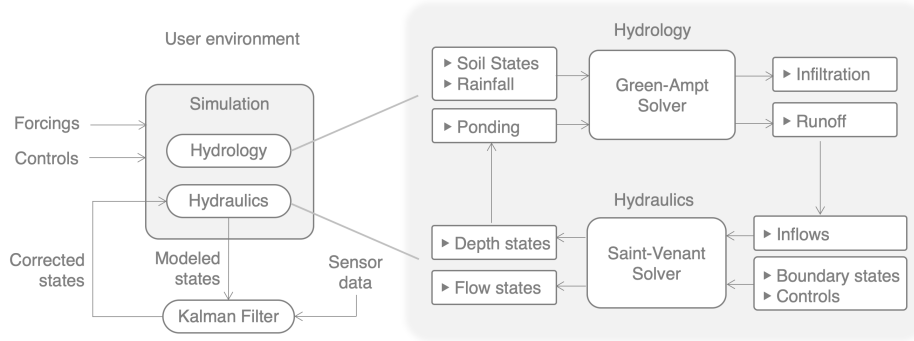 User environment
Simulation
Forcings
Controls
Hydrology
Hydraulics
Corrected
states
Modeled
states
Sensor
data
Kalman Filter
Hydrology
Soil States
Rainfall
Ponding
Green-Ampt
Solver
Infiltration
Runoff
Hydraulics
Depth states
Flow states
Saint-Venant
Solver
Inflows
Boundary states
Controls